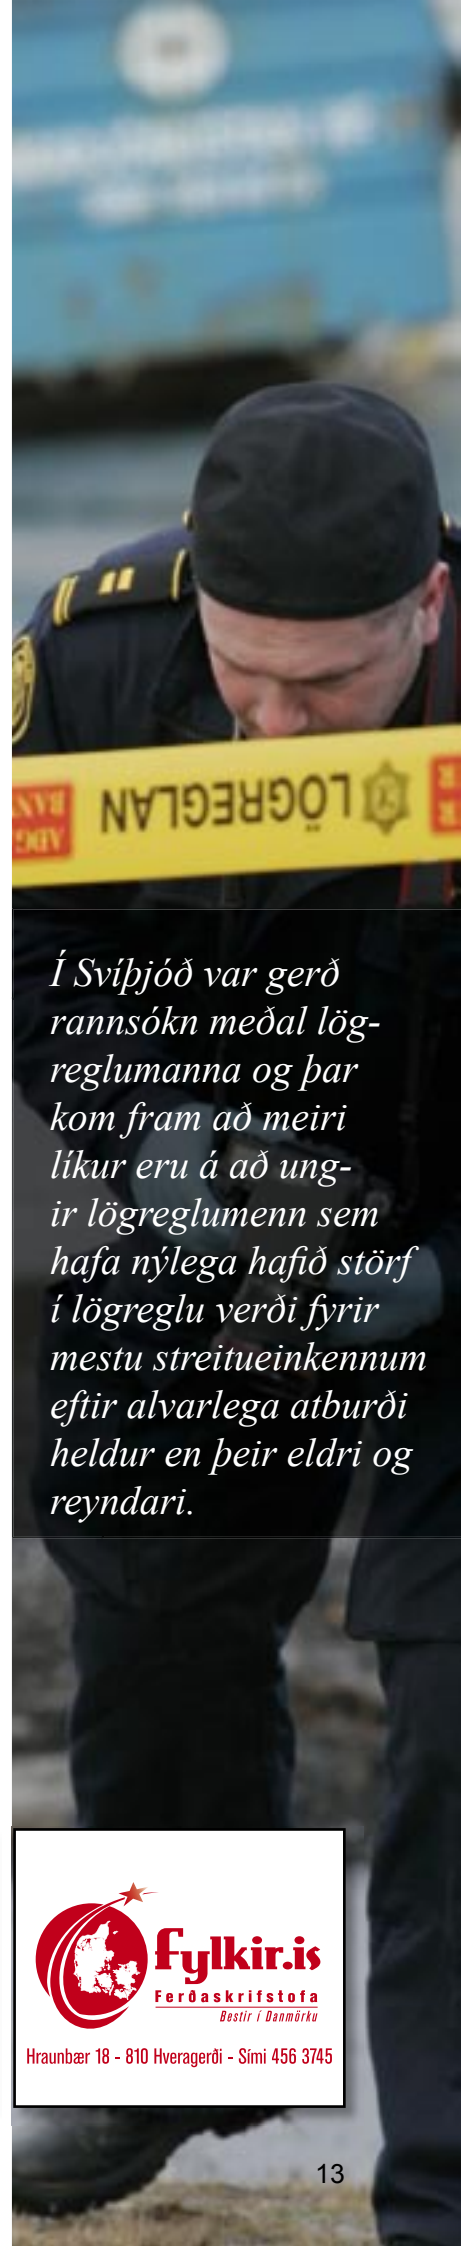 LÖGREGLAN
Í Svíþjóð var gerð
rannsókn meðal lög-
reglumanna og þar
kom fram að meiri
líkur eru á að ung-
ir lögreglumenn sem
hafa nýlega hafið störf
í lögreglu verði fyrir
mestu streitueinkennum
eftir alvarlega atburði
heldur en þeir eldri og
reyndari.
Fylkir.is
Ferðaskrifstofa
Bestir í Danmörku
Hraunbær 18 - 810 Hveragerði - Sími 456 3745
13